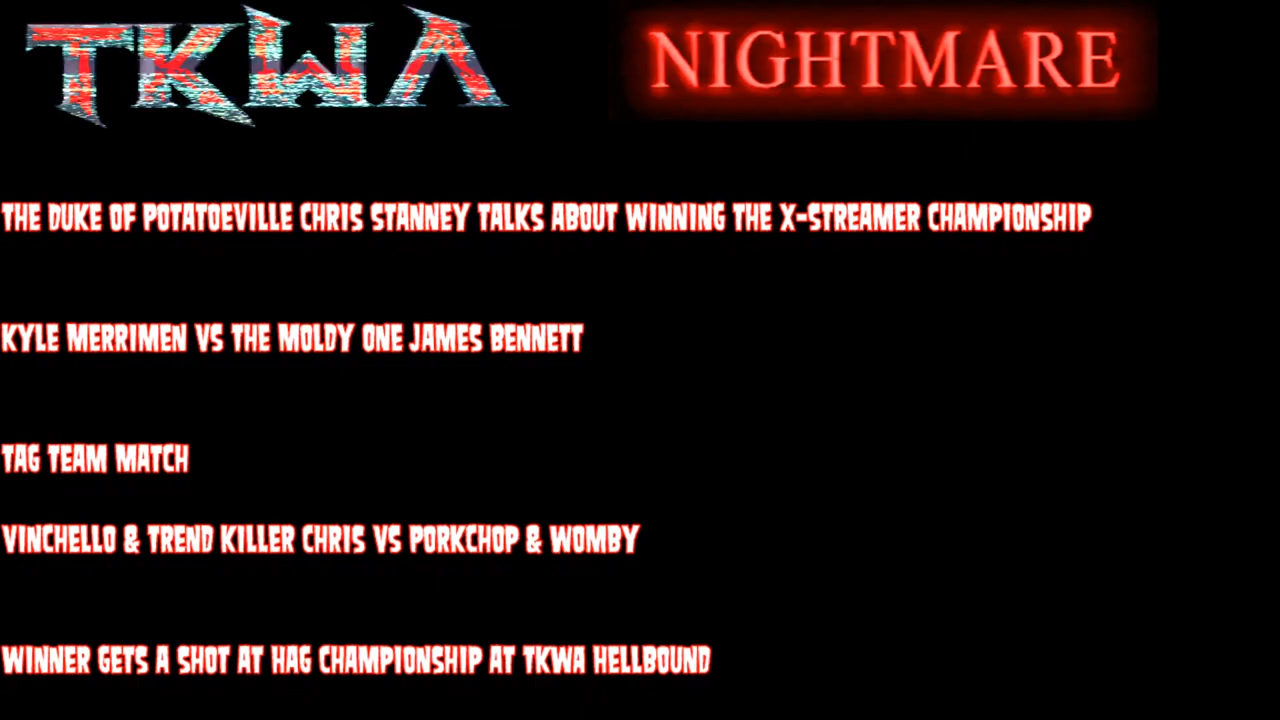 TKWA NIGHTMARE
THE DUKE OF POTATOEVILLE CHRIS STANNEY TALKS ABOUT WINNING THE X-STREAMER CHAMPIONSHIP
KYLE MERRIMEN VS THE MOLDY ONE JAMES BENNETT
TAG TEAM MATCH
VINCHELLO & TREND KILLER CHRIS VS PORKCHOP & WOMBY
WINNER GETS A SHOT AT HAG CHAMPIONSHIP AT TKWA HELLBOUND